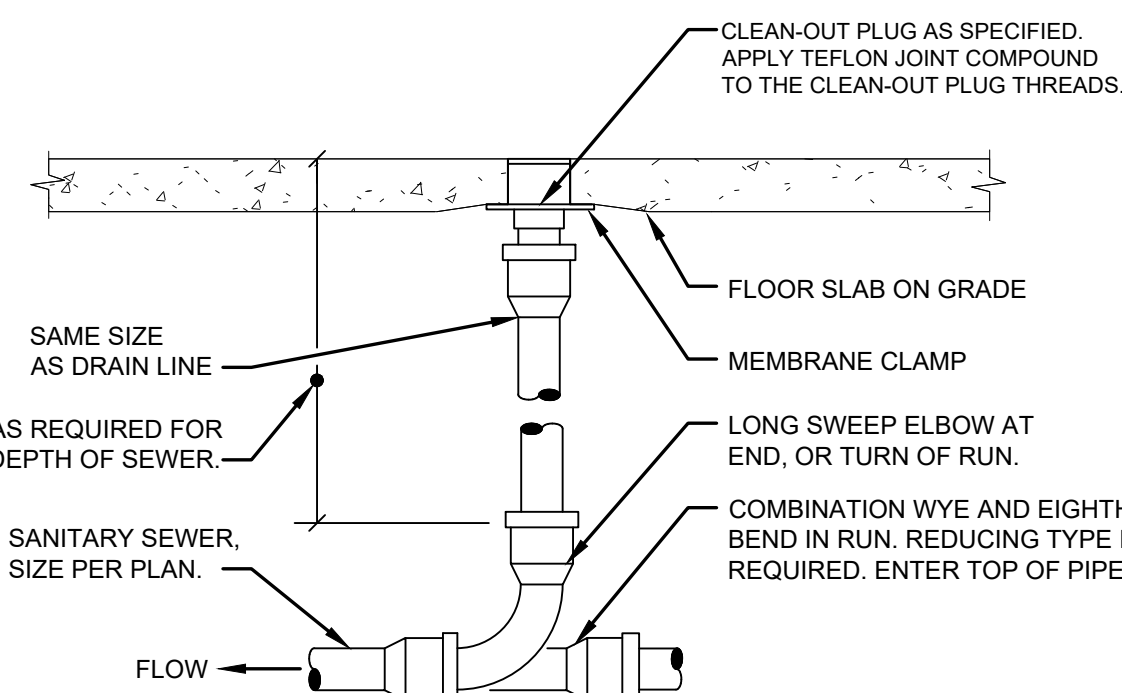 CLEAN-OUT PLUG AS SPECIFIED.
APPLY TEFLON JOINT COMPOUND
TO THE CLEAN-OUT PLUG THREADS.
FLOOR SLAB ON GRADE
SAME SIZE
AS DRAIN LINE
MEMBRANE CLAMP
AS REQUIRED FOR
DEPTH OF SEWER.
LONG SWEEP ELBOW AT
END, OR TURN OF RUN.
SANITARY SEWER,
SIZE PER PLAN.
COMBINATION WYE AND EIGHTH
BEND IN RUN. REDUCING TYPE
REQUIRED. ENTER TOP OF PIPE
FLOW